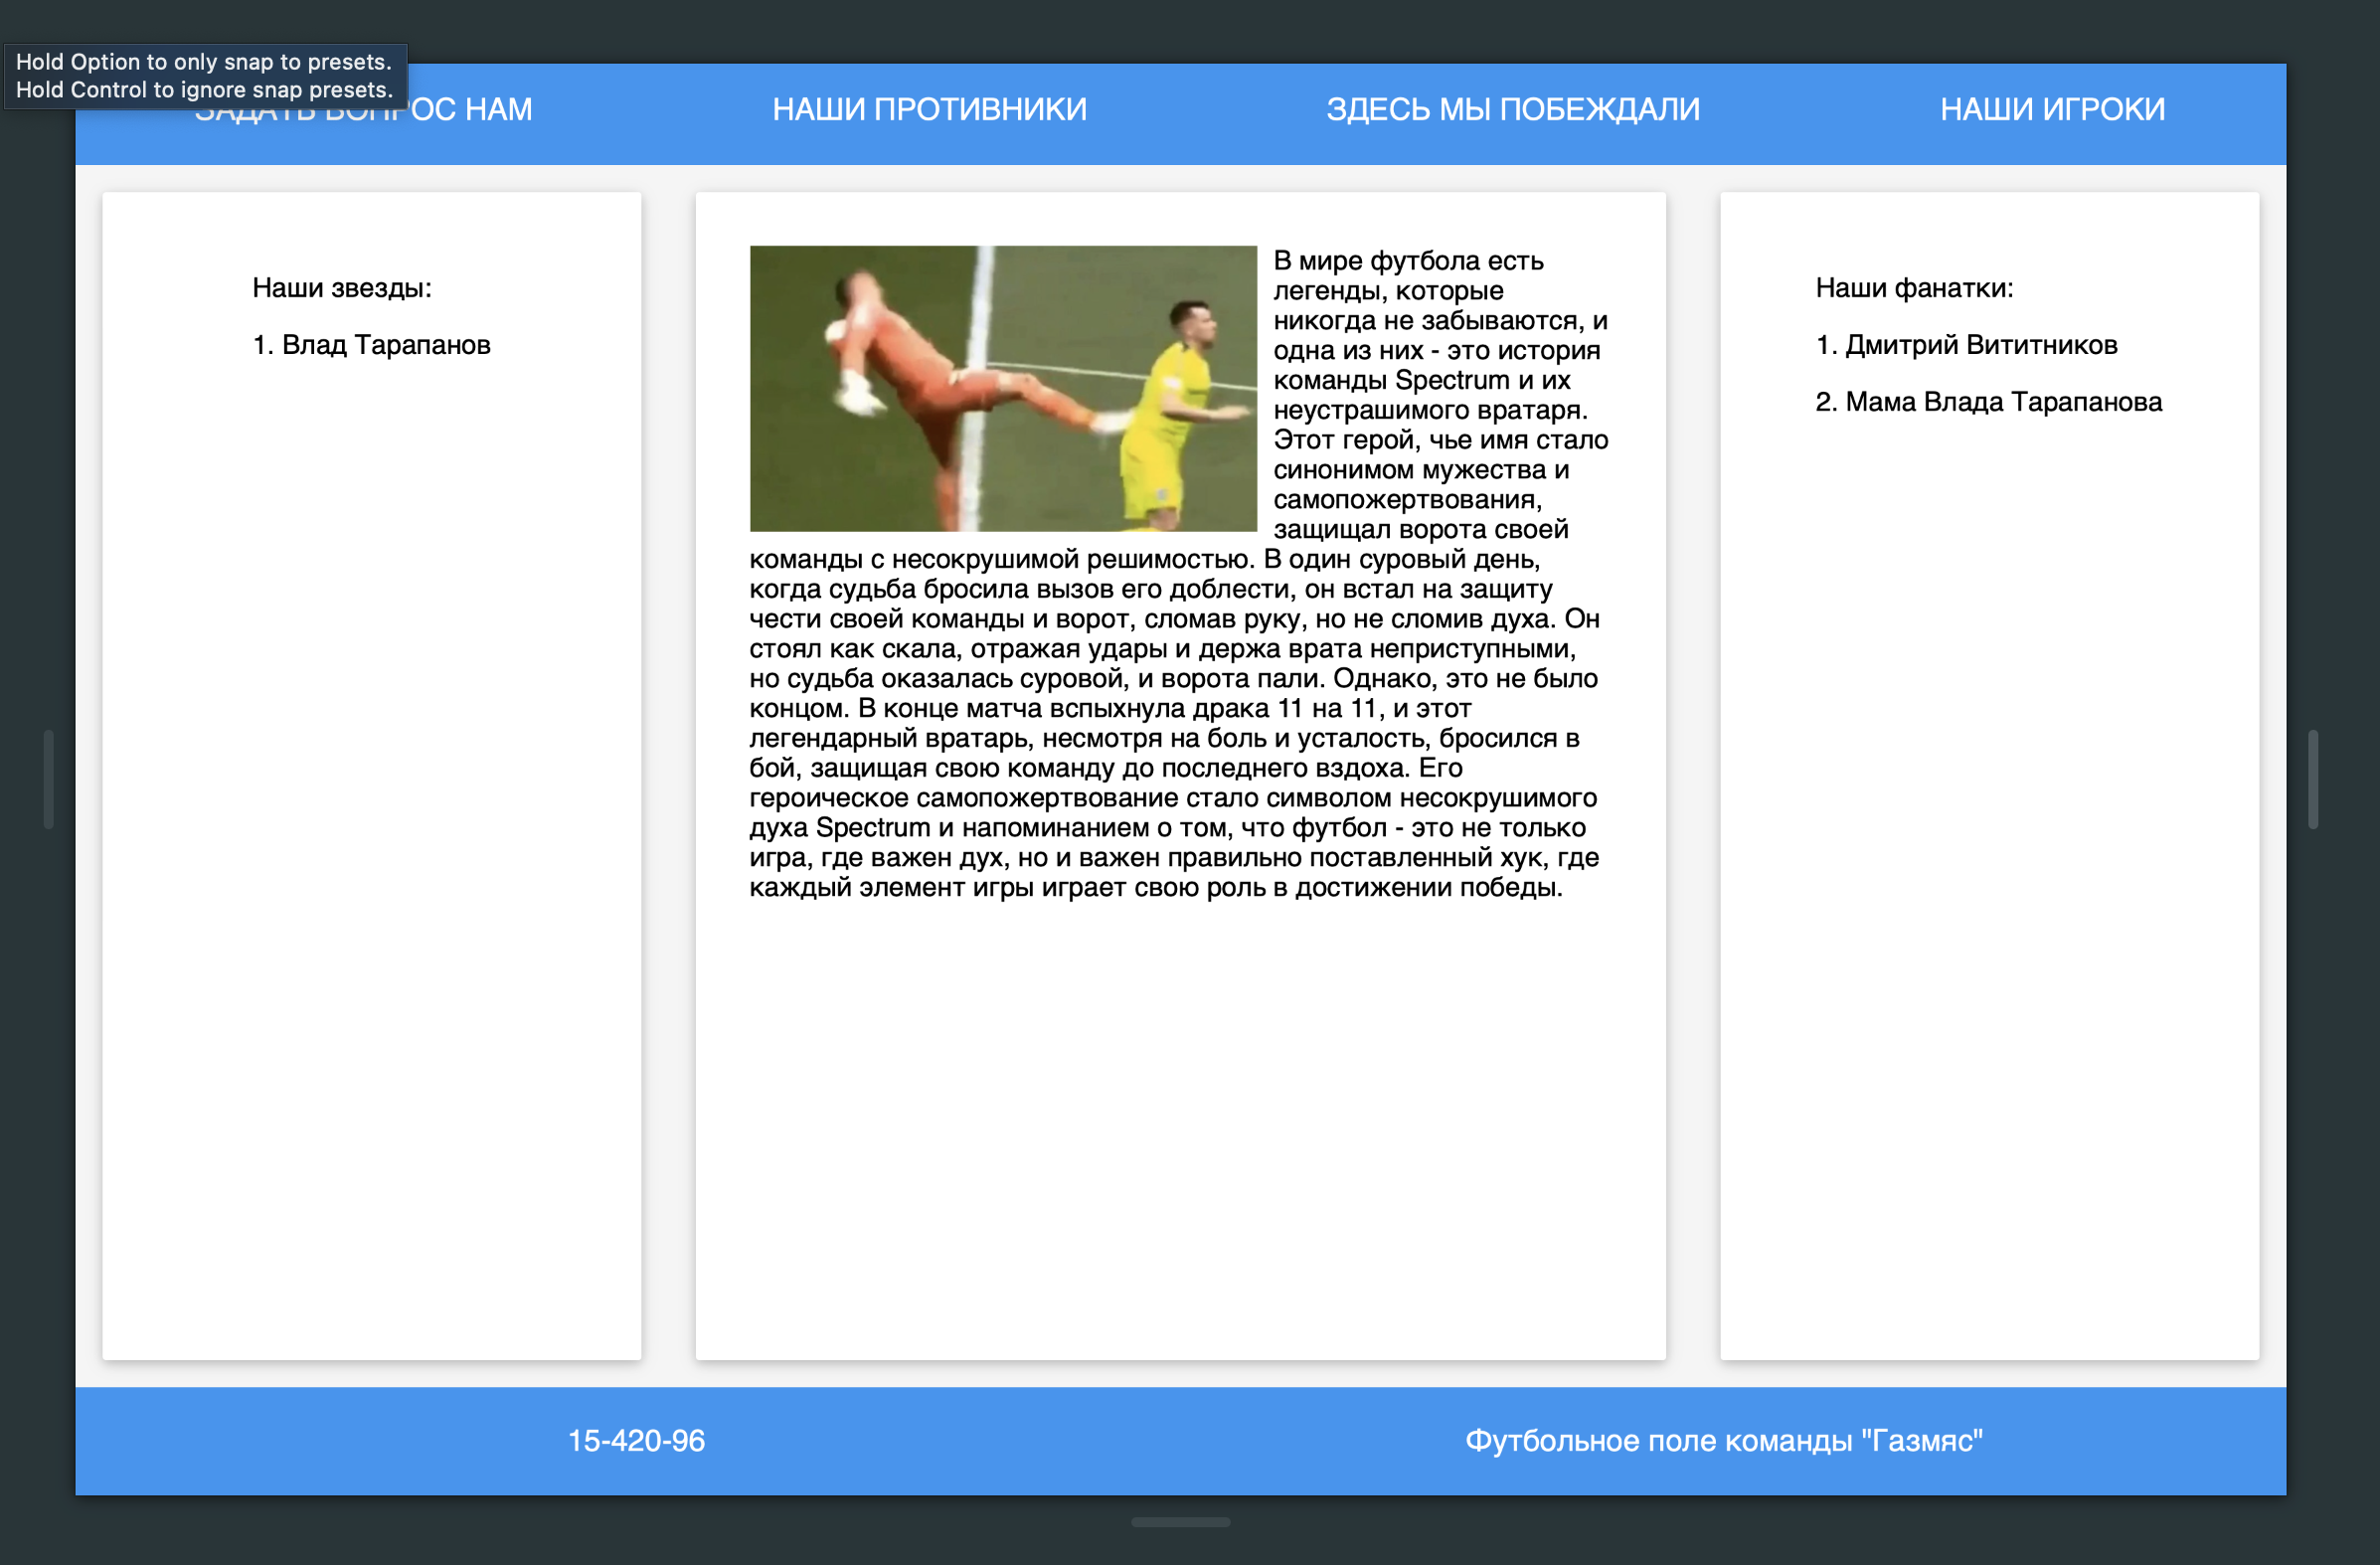 Hold Option to only snap to presets.
Hold Control to ignore snap presets.
НАМ
НАШИ ПРОТИВНИКИ
ЗДЕСЬ МЫ ПОБЕЖДАЛИ
НАШИ ИГРОКИ
Наши звезды:
1. Влад Тарапанов
В мире футбола есть
легенды, которые
никогда не забываются, и
одна из них - это история
команды Spectrum и их
неустрашимого вратаря.
Этот герой, чье имя стало
синонимом мужества и
самопожертвования,
защищал ворота своей
команды с несокрушимой решимостью. В один суровый день,
когда судьба бросила вызов его доблести, он встал на защиту
чести своей команды и ворот, сломав руку, но не сломив духа. Он
стоял как скала, отражая удары и держа врата неприступными,
но судьба оказалась суровой, и ворота пали. Однако, это не было
концом. В конце матча вспыхнула драка 11 на 11, и этот
легендарный вратарь, несмотря на боль и усталость, бросился в
бой, защищая свою команду до последнего вздоха. Его
героическое самопожертвование стало символом несокрушимого
духа Spectrum и напоминанием о том, что футбол - это не только
игра, где важен дух, но и важен правильно поставленный хук, где
каждый элемент игры играет свою роль в достижении победы.
Наши фанатки:
1. Дмитрий Вититников
2. Мама Влада Тарапанова
15-420-96
Футбольное поле команды "Газмяс"